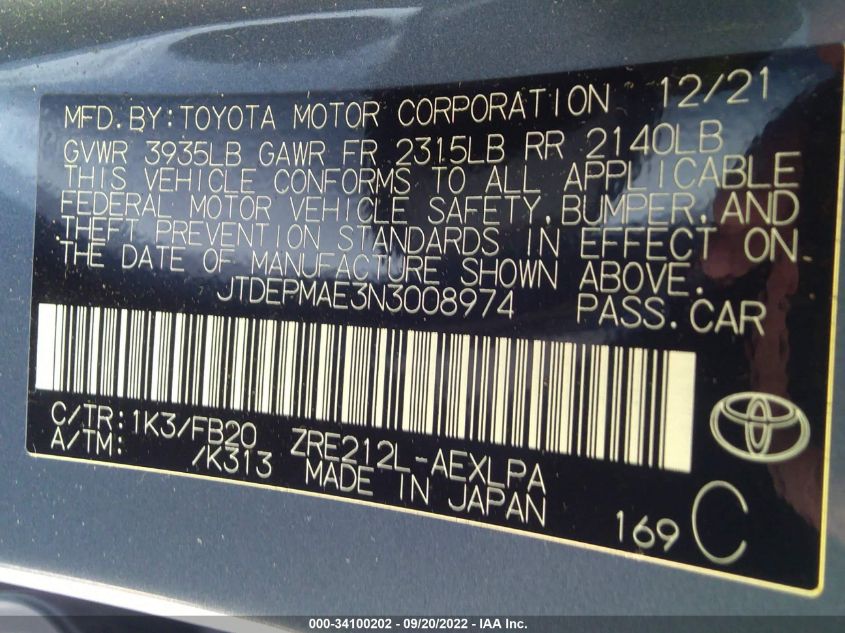 MFD.BY:TOYOTA MOTOR CORPORATION 12/21
GVWR 3935LB GAWR FR 2315LB RR 2140LB
THIS VEHICLE CONFORMS TO ALL APPLICABLE
FEDERAL MOTOR VEHICLE SAFETY,BUMPER,AND
THEFT PREVENTION STANDARDS IN EFFECT ON
THE DATE OF MANUFACTURE SHOWN ABOVE.
JTDEPMAE3N3008974 PASS.CAR
C/TR:1K3/FB20 ZRE212L-AEXLPA
A/TM: /K313 MADE IN JAPAN
169 C
000-34100202 - 09/20/2022 - IAA Inc.